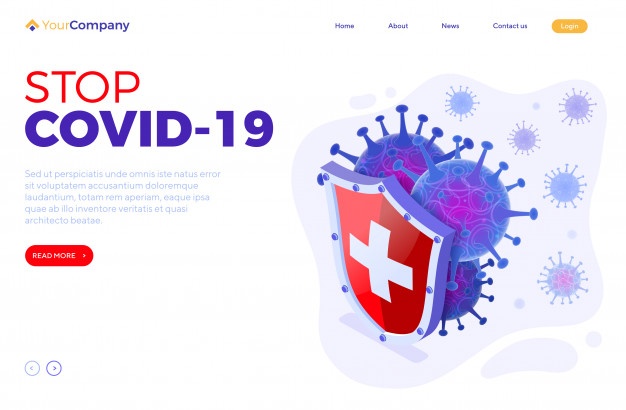 YourCompany
Home
About
News
Contact us
Login
STOP
COVID-19
Sed ut perspiciatis unde omnis iste natus error
sit voluptatem accusantium doloremque
laudantium, totam rem aperiam, eaque ipsa
quae ab illo inventore veritatis et quasi
architecto beatae.
READ MORE >
< >